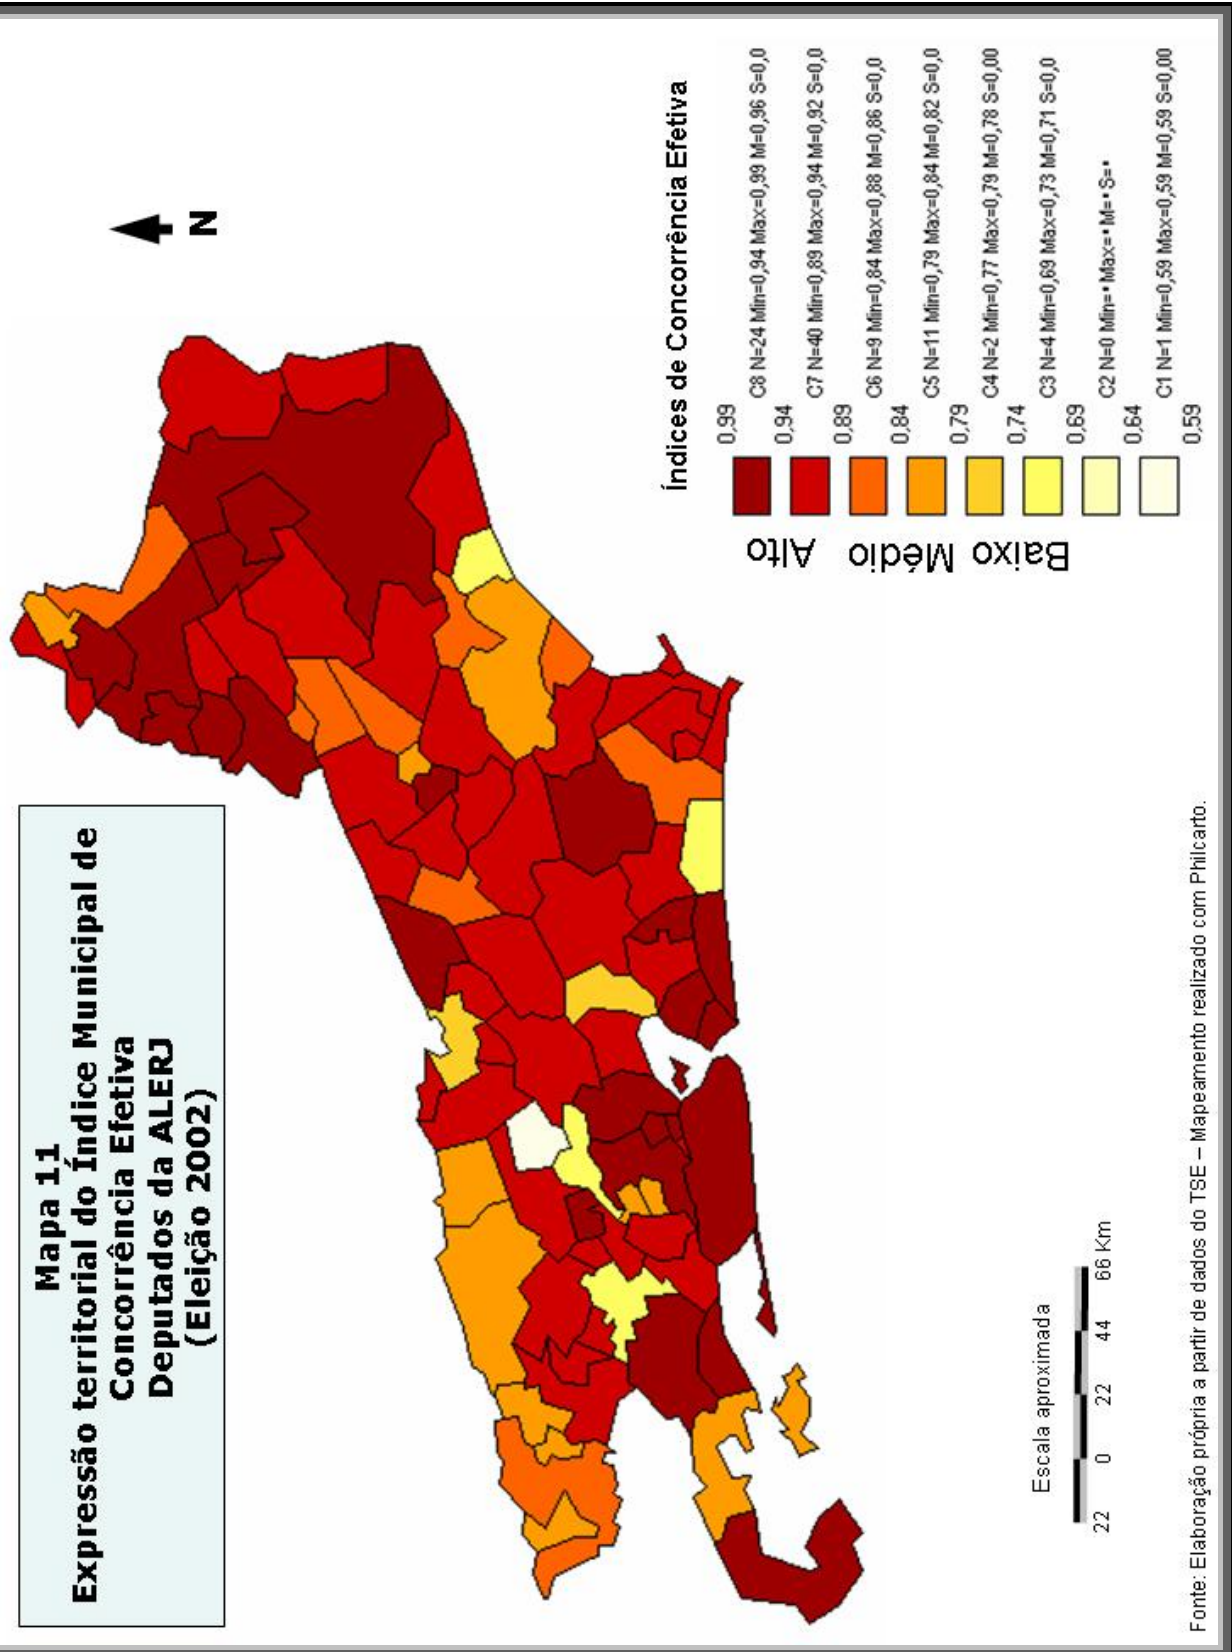 Mapa 11
Expressão territorial do Índice Municipal de
Concorrência Efetiva
Deputados da ALERJ
(Eleição 2002)
N
Índices de Concorrência Efetiva
0,99
C8 N=24 Min=0,94 Max=0,99 M=0,96 S=0,0
0,94
C7 N=40 Min=0,89 Max=0,94 M=0,92 S=0,0
0,89
C6 N=9 Min=0,84 Max=0,88 M=0,86 S=0,0
0,84
C5 N=11 Min=0,79 Max=0,84 M=0,82 S=0,0
0,79
C4 N=2 Min=0,77 Max=0,79 M=0,78 S=0,00
0,74
C3 N=4 Min=0,69 Max=0,73 M=0,71 S=0,0
0,69
C2 N=0 Min=* Max=* M=* S=*
0,64
C1 N=1 Min=0,59 Max=0,59 M=0,59 S=0,00
0,59
Alto
Médio
Baixo
Escala aproximada
22 0 22 44 66 Km
Fonte: Elaboração própria a partir de dados do TSE – Mapeamento realizado com Philcarto.